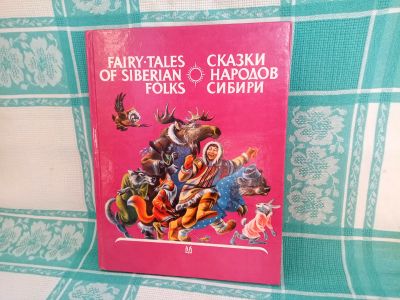 FAIRY·TALES
OF SIBERIAN
FOLKS
СКАЗКИ
НАРОДОВ
СИБИРИ